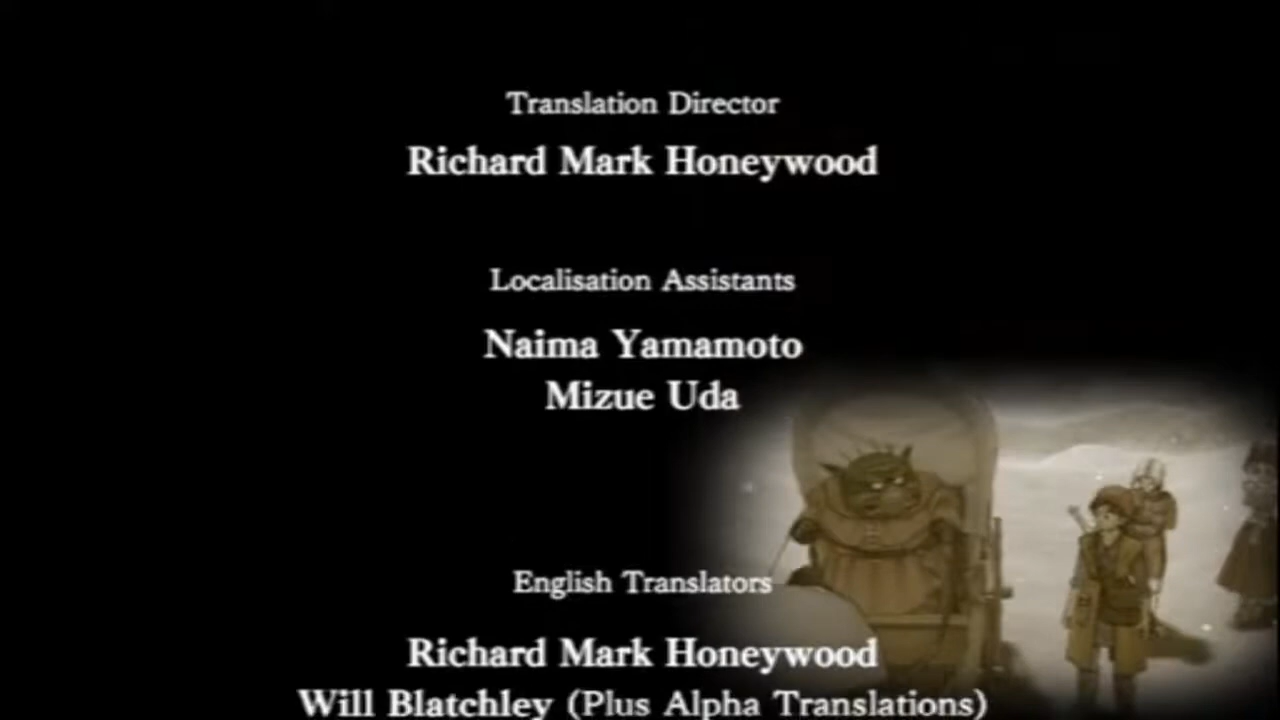 Translation Director
Richard Mark Honeywood
Localisation Assistants
Naima Yamamoto
Mizue Uda
English Translators
Richard Mark Honeywood
Will Blatchley (Plus Alpha Translations)